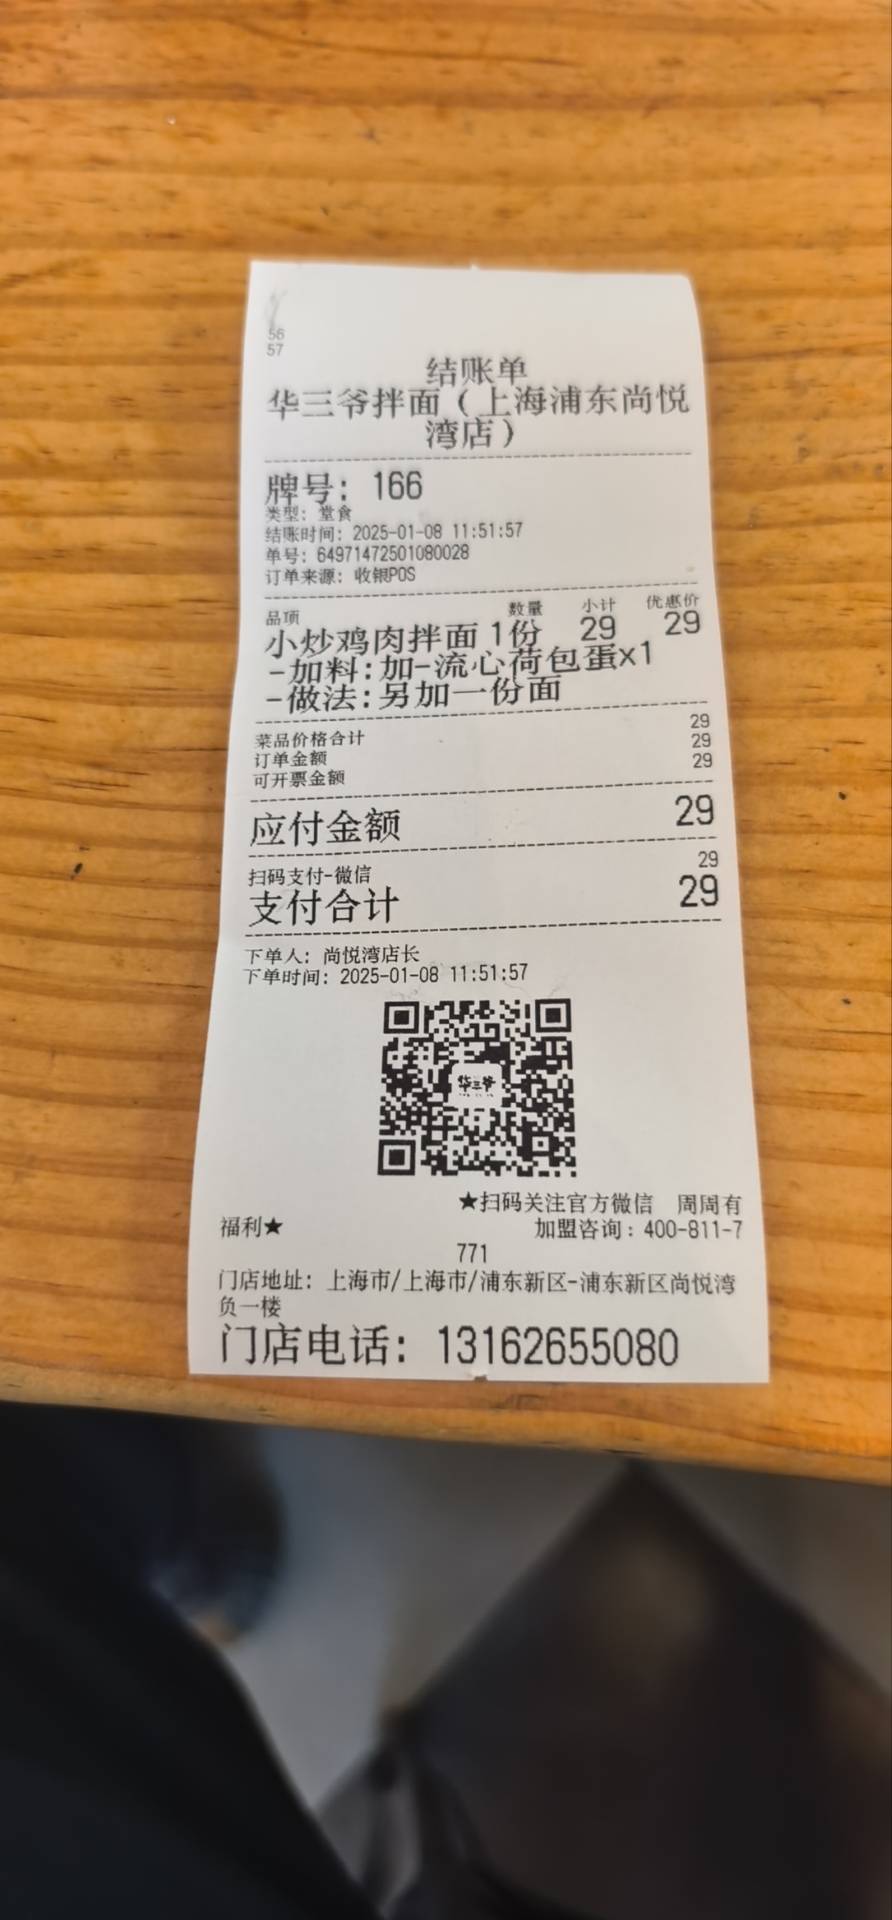 56
57
结账单
华三爷拌面（上海浦东尚悦
湾店）
牌号: 166
类型: 堂食
结账时间: 2025-01-08 11:51:57
单号: 64971472501080028
订单来源: 收银POS
品项 数量 小计 优惠价
小炒鸡肉拌面 1份 29 29
-加料:加-流心荷包蛋x1
-做法:另加一份面
菜品价格合计 29
订单金额 29
可开票金额 29
应付金额 29
扫码支付-微信 29
支付合计 29
下单人: 尚悦湾店长
下单时间: 2025-01-08 11:51:57
华三爷
★扫码关注官方微信 周周有
福利★ 加盟咨询: 400-811-7
771
门店地址: 上海市/上海市/浦东新区-浦东新区尚悦湾
负一楼
门店电话: 13162655080